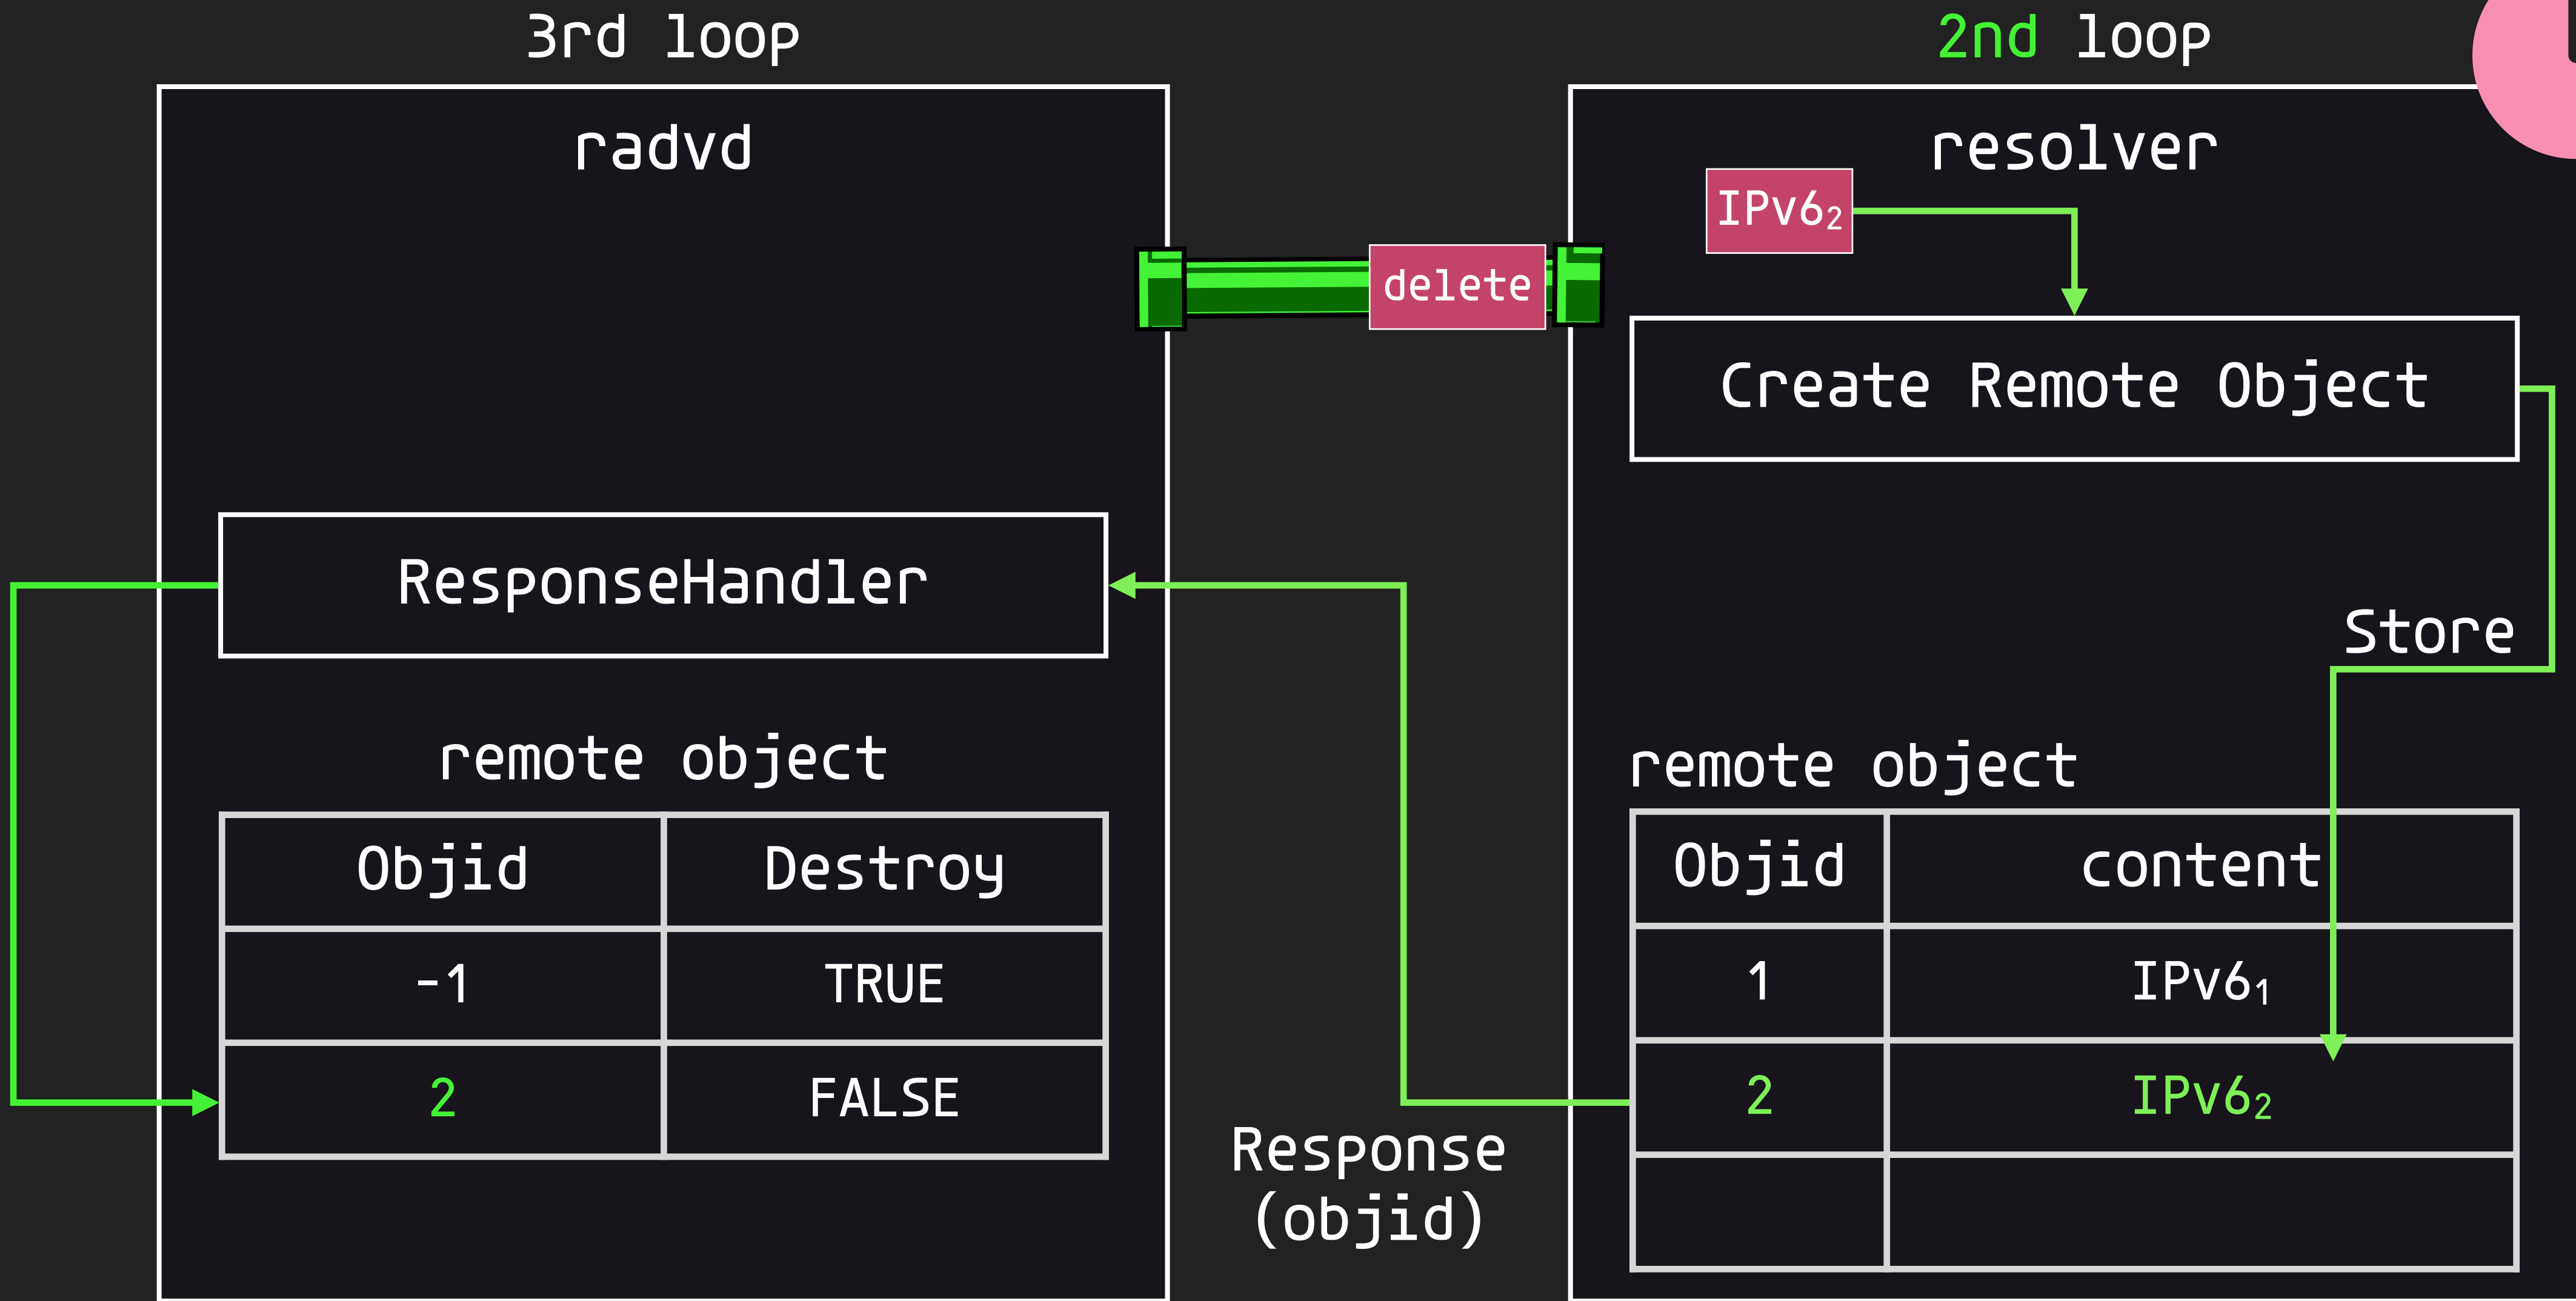 3rd loop
radvd
ResponseHandler
remote object
Objid Destroy
-1 TRUE
2 FALSE
delete
Response
(objid)
2nd loop
resolver
IPv6₂
Create Remote Object
Store
remote object
Objid content
1 IPv6₁
2 IPv6₂